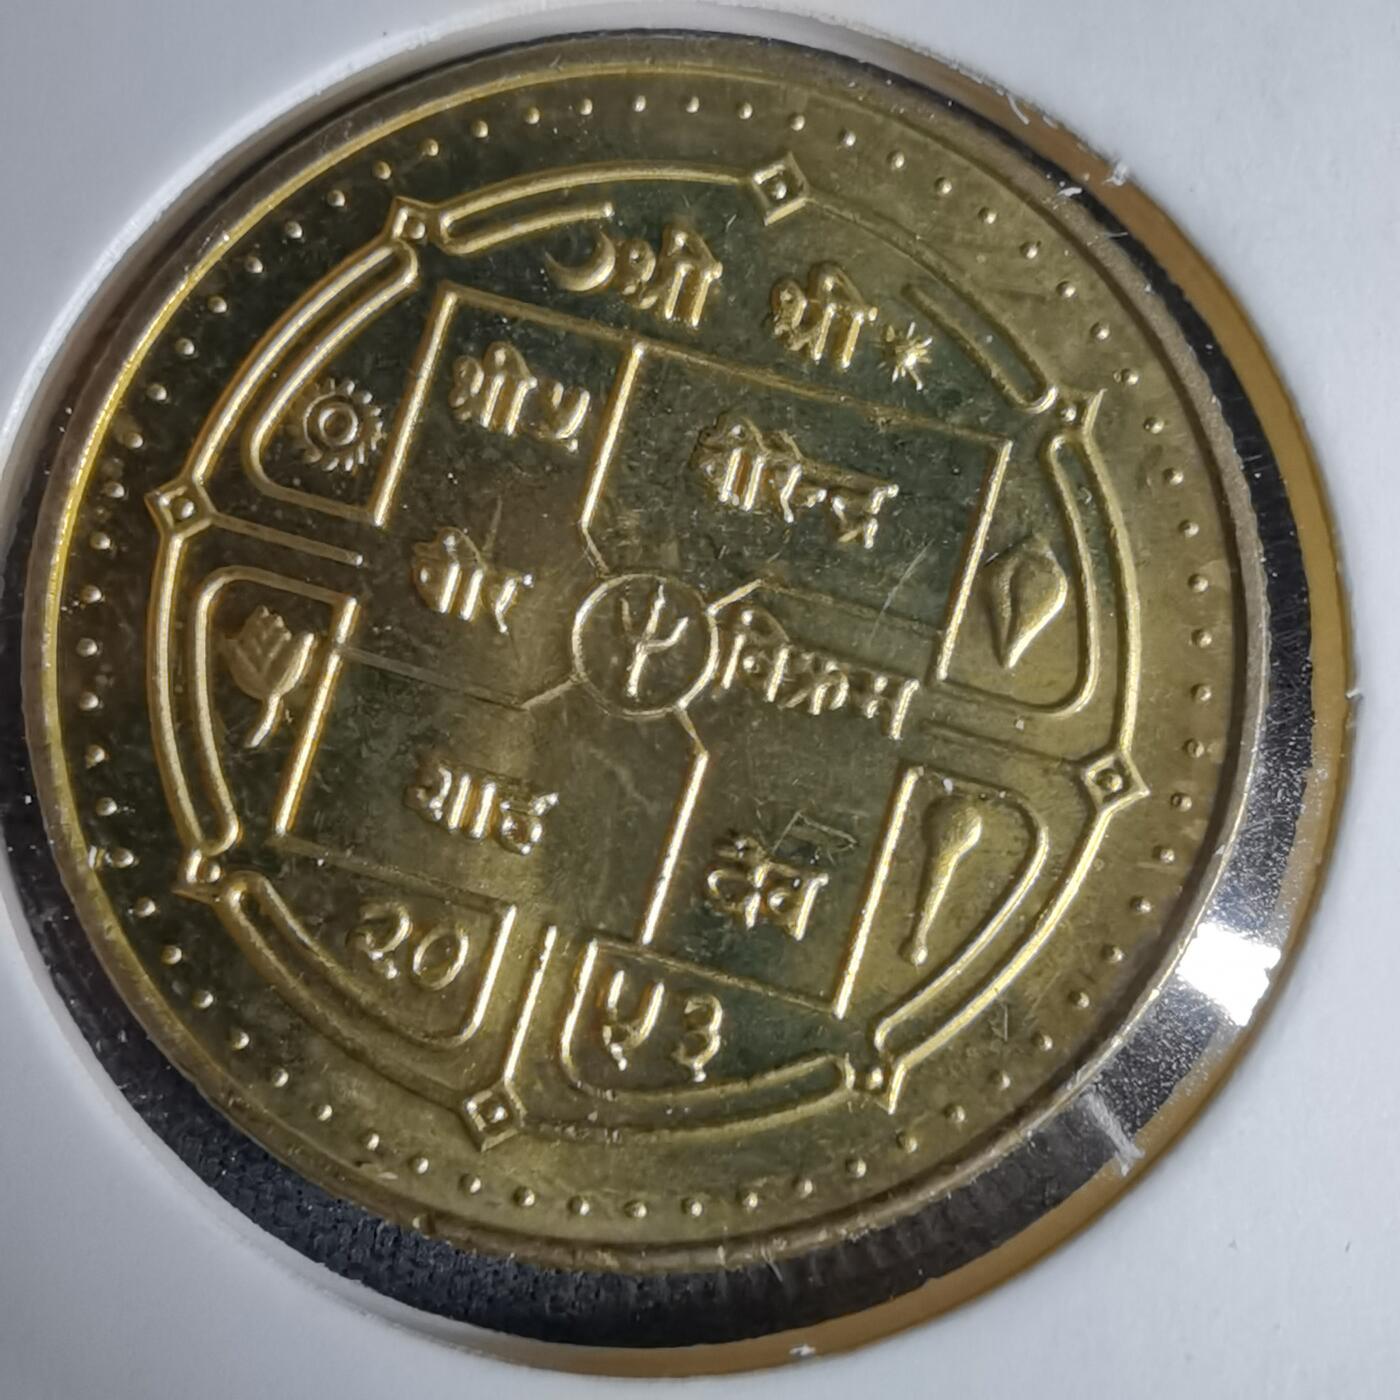 श्री श्री
श्री ५
वीरेन्द्र
वीर
विक्रम
शाह
देव
२० ५३